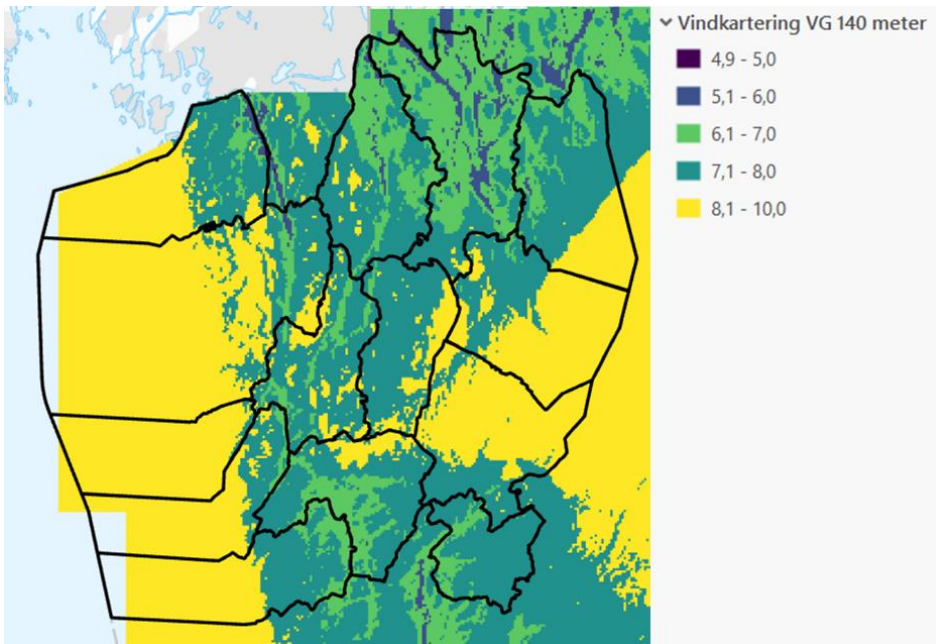 Vindkartering VG 140 meter
4,9 - 5,0
5,1 - 6,0
6,1 - 7,0
7,1 - 8,0
8,1 - 10,0